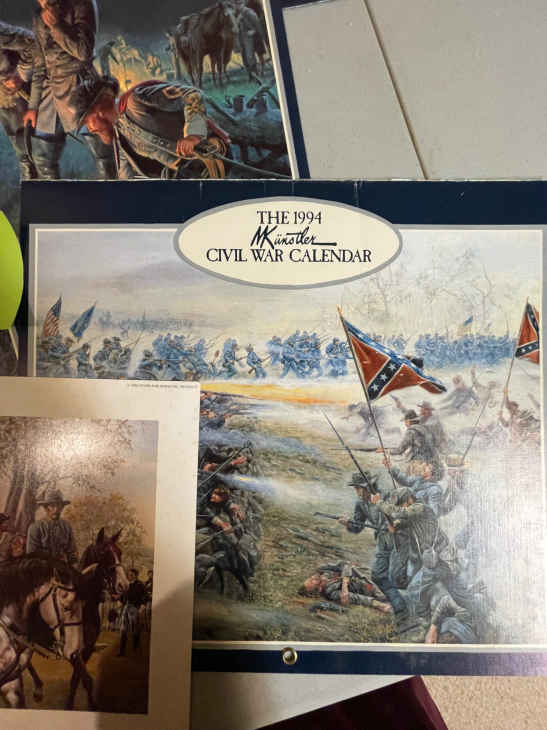 THE 1994
MKünstler
CIVIL WAR CALENDAR